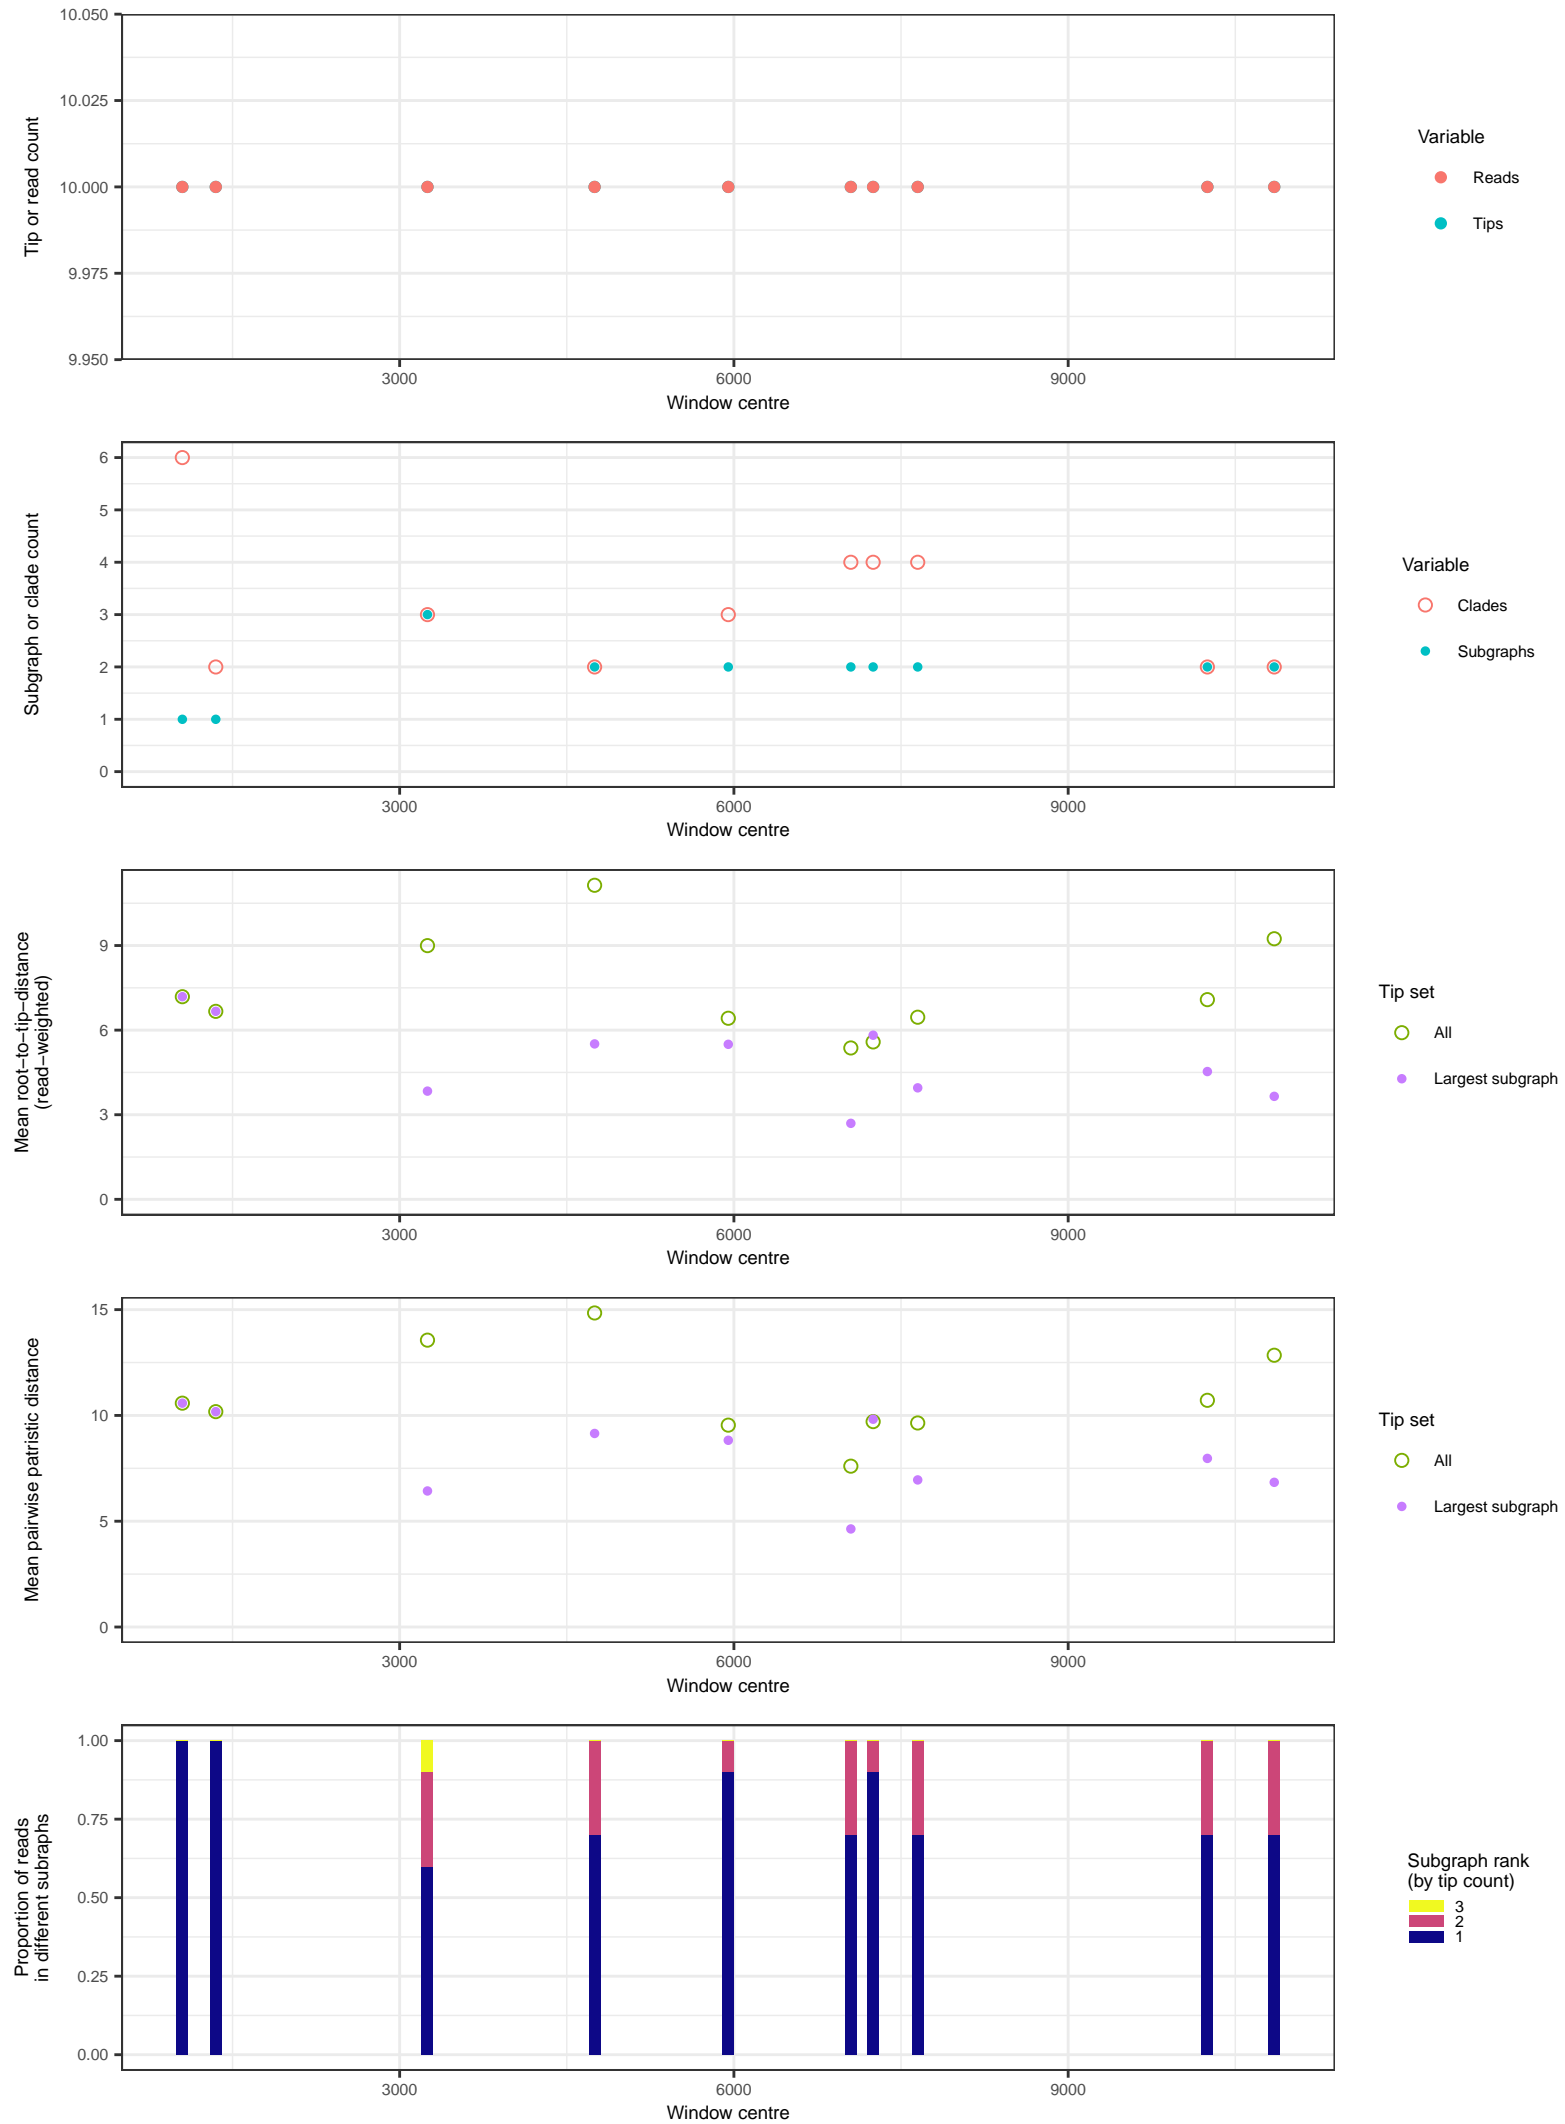 10.050
10.025
10.000
9.975
9.950
Tip or read count
3000
6000
9000
Window centre
Variable
Reads
Tips
6
5
4
3
2
1
0
Subgraph or clade count
3000
6000
9000
Window centre
Variable
Clades
Subgraphs
9
6
3
0
Mean root−to−tip−distance
(read−weighted)
3000
6000
9000
Window centre
Tip set
All
Largest subgraph
15
10
5
0
Mean pairwise patristic distance
3000
6000
9000
Window centre
Tip set
All
Largest subgraph
1.00
0.75
0.50
0.25
0.00
Proportion of reads
in different subraphs
3000
6000
9000
Window centre
Subgraph rank
(by tip count)
3
2
1